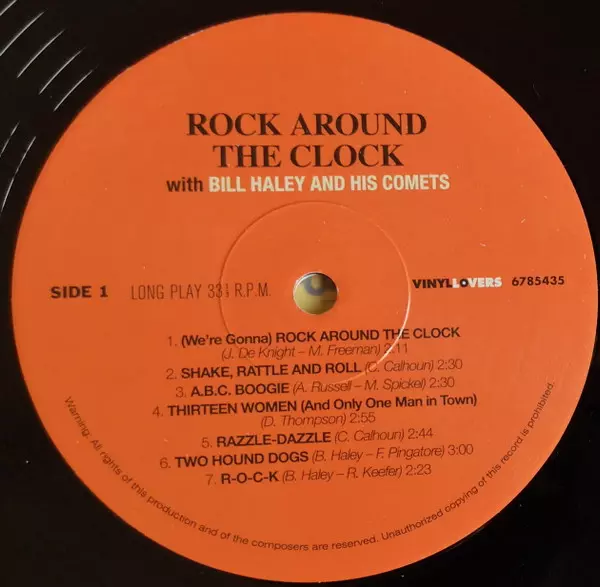 ROCK AROUND
THE CLOCK
with BILL HALEY AND HIS COMETS
SIDE 1 LONG PLAY 33⅓ R.P.M.
VINYLLOVERS 6785435
1. (We're Gonna) ROCK AROUND THE CLOCK
(J. De Knight – M. Freeman) 2:11
2. SHAKE, RATTLE AND ROLL (C. Calhoun) 2:30
3. A.B.C. BOOGIE (A. Russell – M. Spickel) 2:30
4. THIRTEEN WOMEN (And Only One Man in Town)
(D. Thompson) 2:55
5. RAZZLE-DAZZLE (C. Calhoun) 2:44
6. TWO HOUND DOGS (B. Haley – F. Pingatore) 3:00
7. R-O-C-K (B. Haley – R. Keefer) 2:23
Warning: All rights of this production and of the composers are reserved. Unauthorized copying of this record is prohibited.